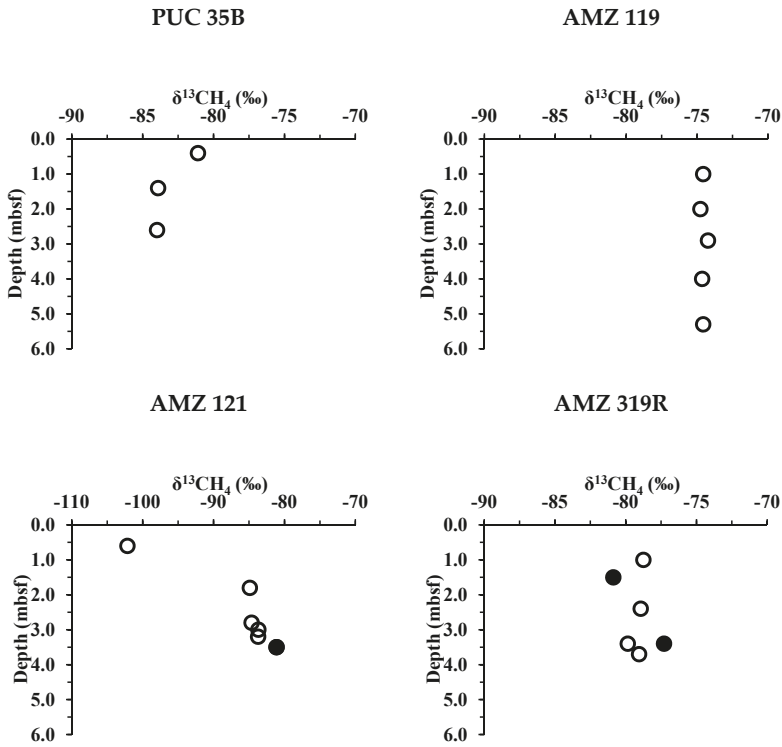 PUC 35B
δ13CH4 (‰)
-90 -85 -80 -75 -70
0.0
1.0
2.0
3.0
4.0
5.0
6.0
Depth (mbsf)
AMZ 119
δ13CH4 (‰)
-90 -85 -80 -75 -70
0.0
1.0
2.0
3.0
4.0
5.0
6.0
Depth (mbsf)
AMZ 121
δ13CH4 (‰)
-110 -100 -90 -80 -70
0.0
1.0
2.0
3.0
4.0
5.0
6.0
Depth (mbsf)
AMZ 319R
δ13CH4 (‰)
-90 -85 -80 -75 -70
0.0
1.0
2.0
3.0
4.0
5.0
6.0
Depth (mbsf)